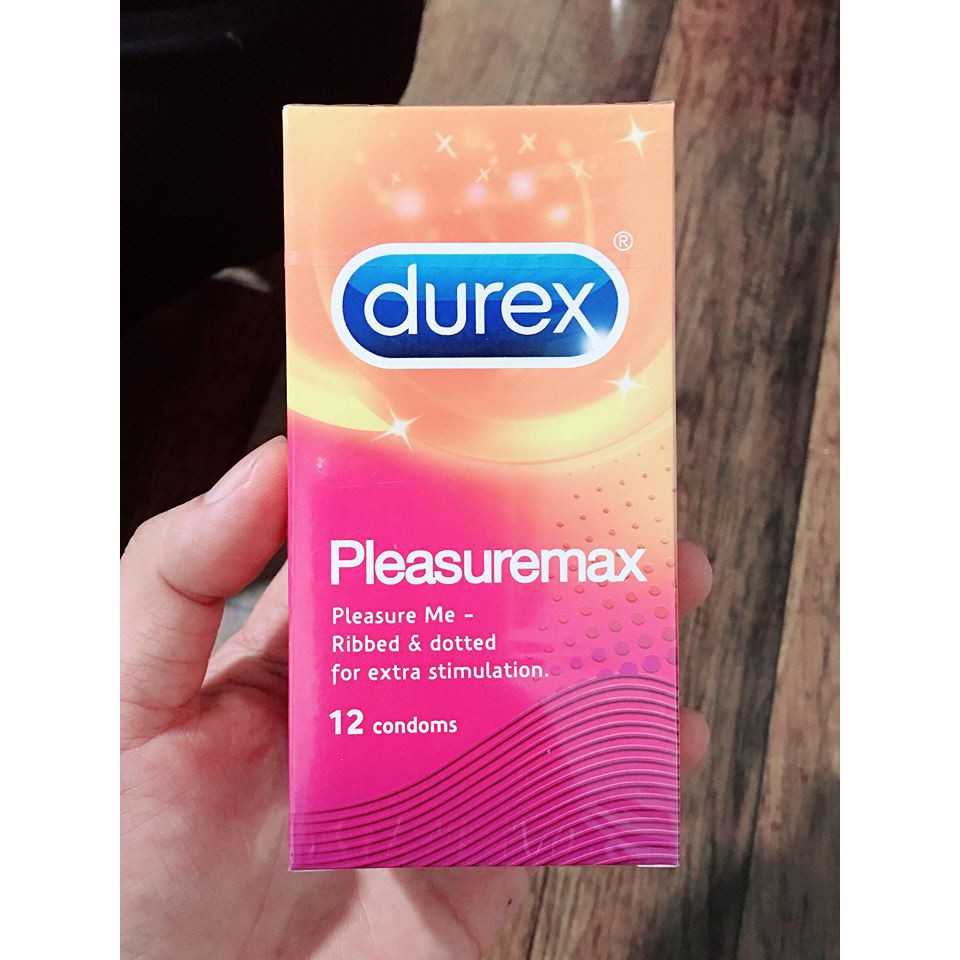 durex®
Pleasuremax
Pleasure Me -
Ribbed & dotted
for extra stimulation.
12 condoms